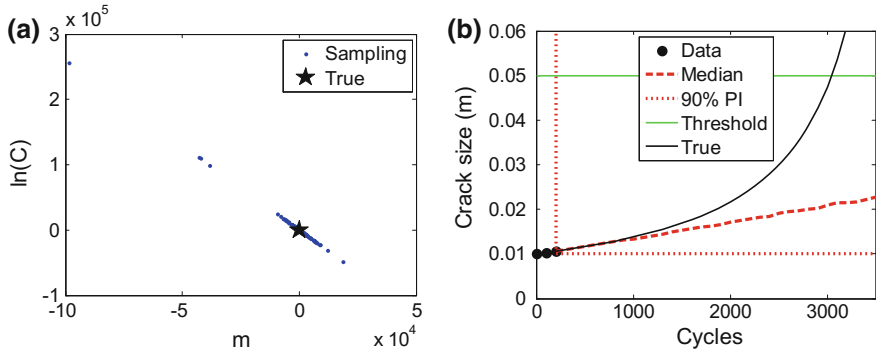 (a)
× 10^5
3
2
1
0
-1
ln(C)
Sampling
True
-10
-5
0
5
m
× 10^4
(b)
0.06
0.05
0.04
0.03
0.02
0.01
0
Crack size (m)
Data
Median
90% PI
Threshold
True
0
1000
2000
3000
Cycles